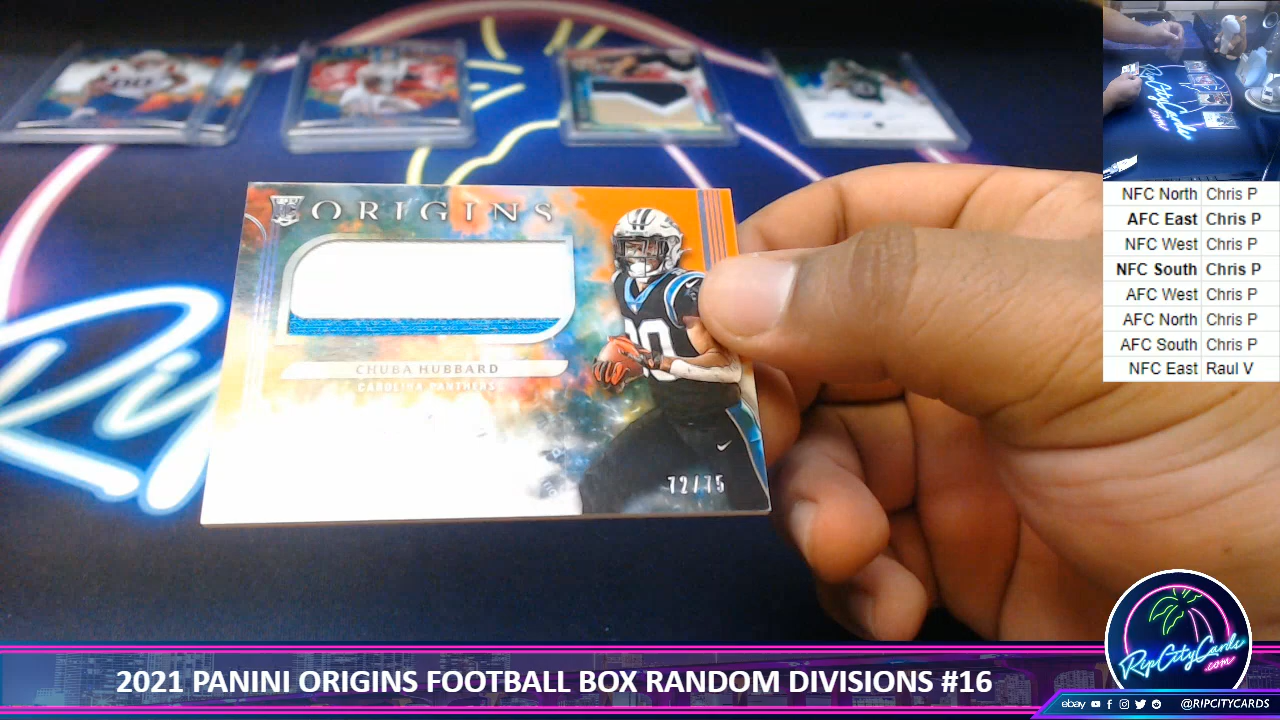 RC
ORIGINS
CHUBA HUBBARD
CAROLINA PANTHERS
72/75
NFC North Chris P
AFC East Chris P
NFC West Chris P
NFC South Chris P
AFC West Chris P
AFC North Chris P
AFC South Chris P
NFC East Raul V
2021 PANINI ORIGINS FOOTBALL BOX RANDOM DIVISIONS #16
RipCityCards
.com
ebay @RIPCITYCARDS